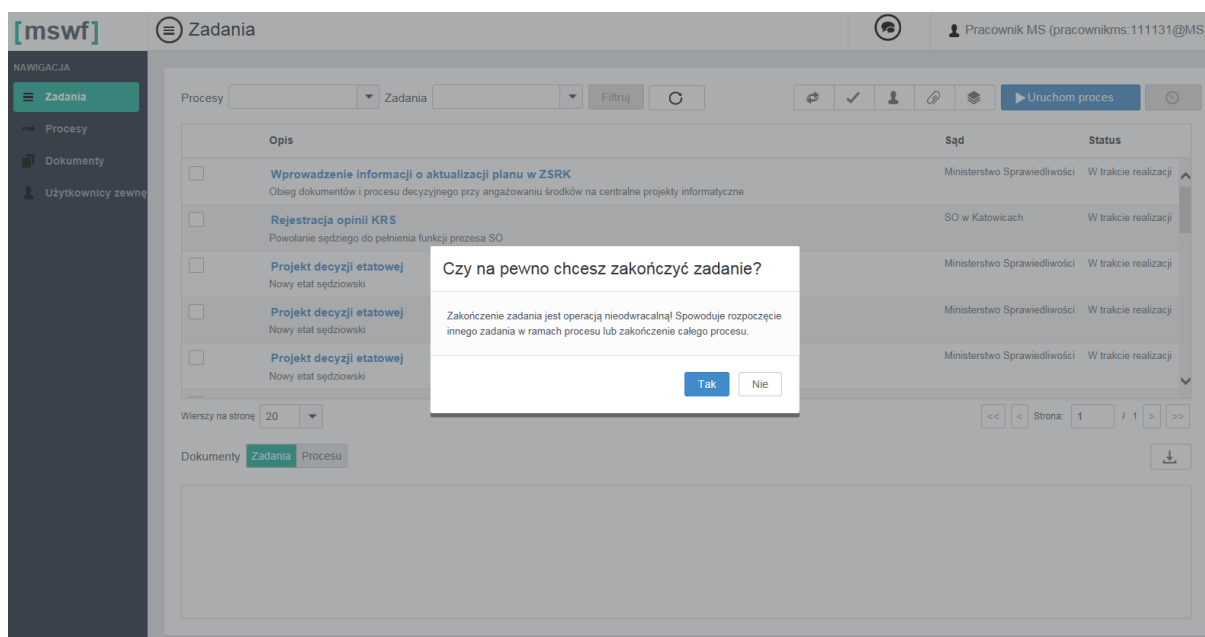 [mswf]
Zadania
Pracownik MS (pracownikms:111131@MS
NAWIGACJA
Zadania
Procesy
Dokumenty
Użytkownicy zewnę
Procesy
Zadania
Filtruj
Uruchom proces
Opis
Sąd
Status
Wprowadzenie informacji o aktualizacji planu w ZSRK
Ministerstwo Sprawiedliwości
W trakcie realizacji
Obieg dokumentów i procesu decyzyjnego przy angażowaniu środków na centralne projekty informatyczne
Rejestracja opinii KRS
SO w Katowicach
W trakcie realizacji
Powołanie sędziego do pełnienia funkcji prezesa SO
Projekt decyzji etatowej
Ministerstwo Sprawiedliwości
W trakcie realizacji
Nowy etat sędziowski
Projekt decyzji etatowej
Ministerstwo Sprawiedliwości
W trakcie realizacji
Nowy etat sędziowski
Projekt decyzji etatowej
Ministerstwo Sprawiedliwości
W trakcie realizacji
Nowy etat sędziowski
Czy na pewno chcesz zakończyć zadanie?
Zakończenie zadania jest operacją nieodwracalną! Spowoduje rozpoczęcie
innego zadania w ramach procesu lub zakończenie całego procesu.
Tak
Nie
Wierszy na stronę
20
<< < Strona: 1 / 1 > >>
Dokumenty
Zadania
Procesu